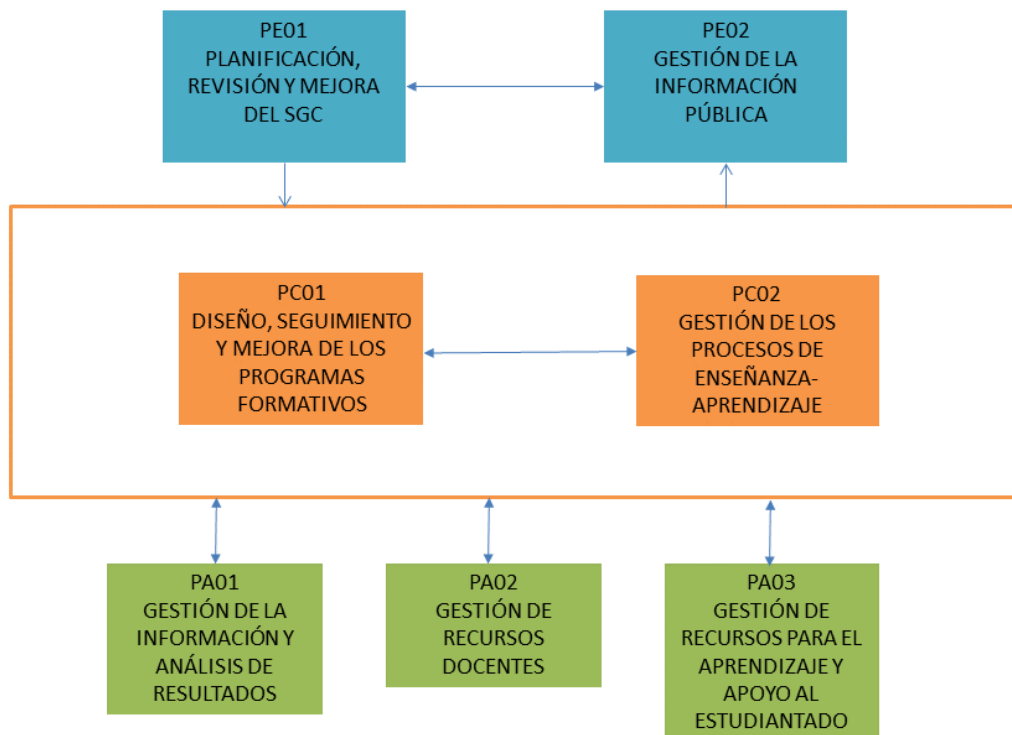 PE01
PLANIFICACIÓN,
REVISIÓN Y MEJORA
DEL SGC
PE02
GESTIÓN DE LA
INFORMACIÓN
PÚBLICA
PC01
DISEÑO, SEGUIMIENTO
Y MEJORA DE LOS
PROGRAMAS
FORMATIVOS
PC02
GESTIÓN DE LOS
PROCESOS DE
ENSEÑANZA-
APRENDIZAJE
PA01
GESTIÓN DE LA
INFORMACIÓN Y
ANÁLISIS DE
RESULTADOS
PA02
GESTIÓN DE
RECURSOS
DOCENTES
PA03
GESTIÓN DE
RECURSOS PARA EL
APRENDIZAJE Y
APOYO AL
ESTUDIANTADO